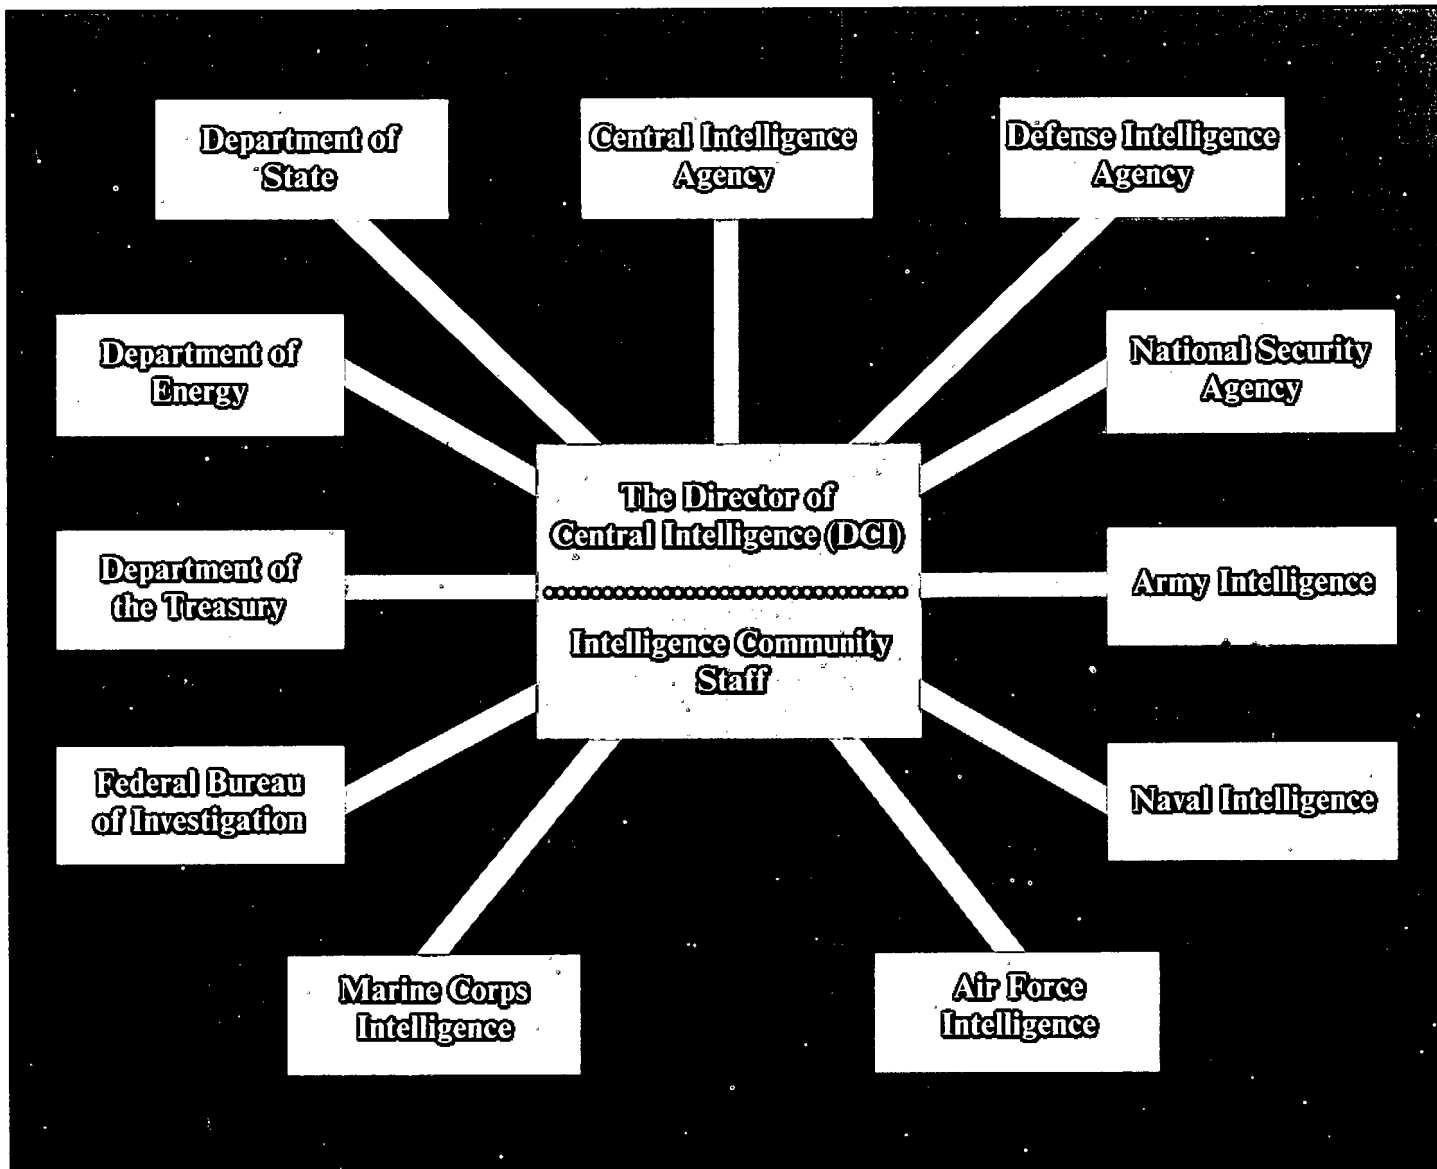 Department of
State
Central Intelligence
Agency
Defense Intelligence
Agency
Department of
Energy
National Security
Agency
The Director of
Central Intelligence (DCI)
Intelligence Community
Staff
Department of
the Treasury
Army Intelligence
Federal Bureau
of Investigation
Naval Intelligence
Marine Corps
Intelligence
Air Force
Intelligence